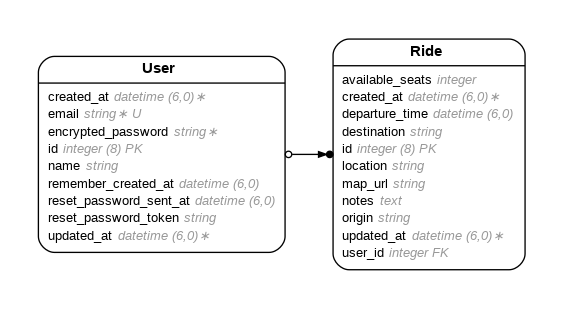 User
created_at datetime (6,0)∗
email string∗ U
encrypted_password string∗
id integer (8) PK
name string
remember_created_at datetime (6,0)
reset_password_sent_at datetime (6,0)
reset_password_token string
updated_at datetime (6,0)∗
Ride
available_seats integer
created_at datetime (6,0)∗
departure_time datetime (6,0)
destination string
id integer (8) PK
location string
map_url string
notes text
origin string
updated_at datetime (6,0)∗
user_id integer FK